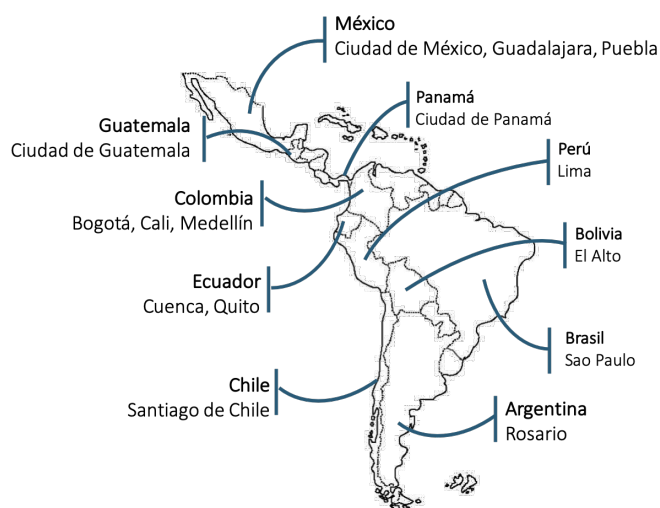 México
Ciudad de México, Guadalajara, Puebla
Panamá
Ciudad de Panamá
Guatemala
Ciudad de Guatemala
Perú
Lima
Colombia
Bogotá, Cali, Medellín
Bolivia
El Alto
Ecuador
Cuenca, Quito
Brasil
Sao Paulo
Chile
Santiago de Chile
Argentina
Rosario